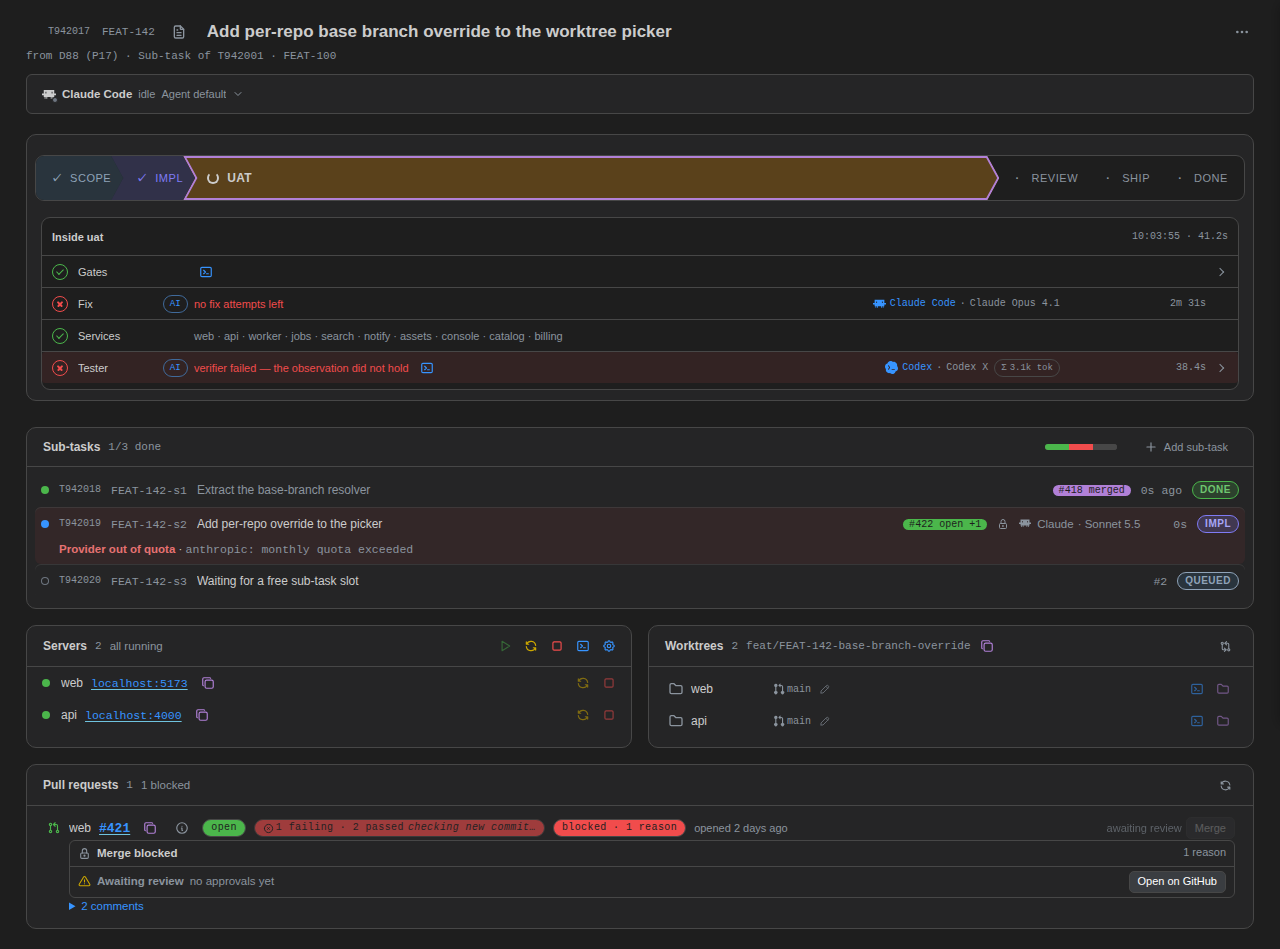 T942017 FEAT-142 Add per-repo base branch override to the worktree picker
from D88 (P17) · Sub-task of T942001 · FEAT-100
Claude Code idle Agent default
SCOPE IMPL UAT · REVIEW · SHIP · DONE
Inside uat 10:03:55 · 41.2s
Gates
Fix AI no fix attempts left Claude Code · Claude Opus 4.1 2m 31s
Services web · api · worker · jobs · search · notify · assets · console · catalog · billing
Tester AI verifier failed — the observation did not hold Codex · Codex X Σ 3.1k tok 38.4s
Sub-tasks 1/3 done Add sub-task
T942018 FEAT-142-s1 Extract the base-branch resolver #418 merged 0s ago DONE
T942019 FEAT-142-s2 Add per-repo override to the picker #422 open +1 Claude · Sonnet 5.5 0s IMPL
Provider out of quota · anthropic: monthly quota exceeded
T942020 FEAT-142-s3 Waiting for a free sub-task slot #2 QUEUED
Servers 2 all running
web localhost:5173
api localhost:4000
Worktrees 2 feat/FEAT-142-base-branch-override
web main
api main
Pull requests 1 1 blocked
web #421 open 1 failing · 2 passed checking new commit… blocked · 1 reason opened 2 days ago awaiting review Merge
Merge blocked 1 reason
Awaiting review no approvals yet Open on GitHub
2 comments